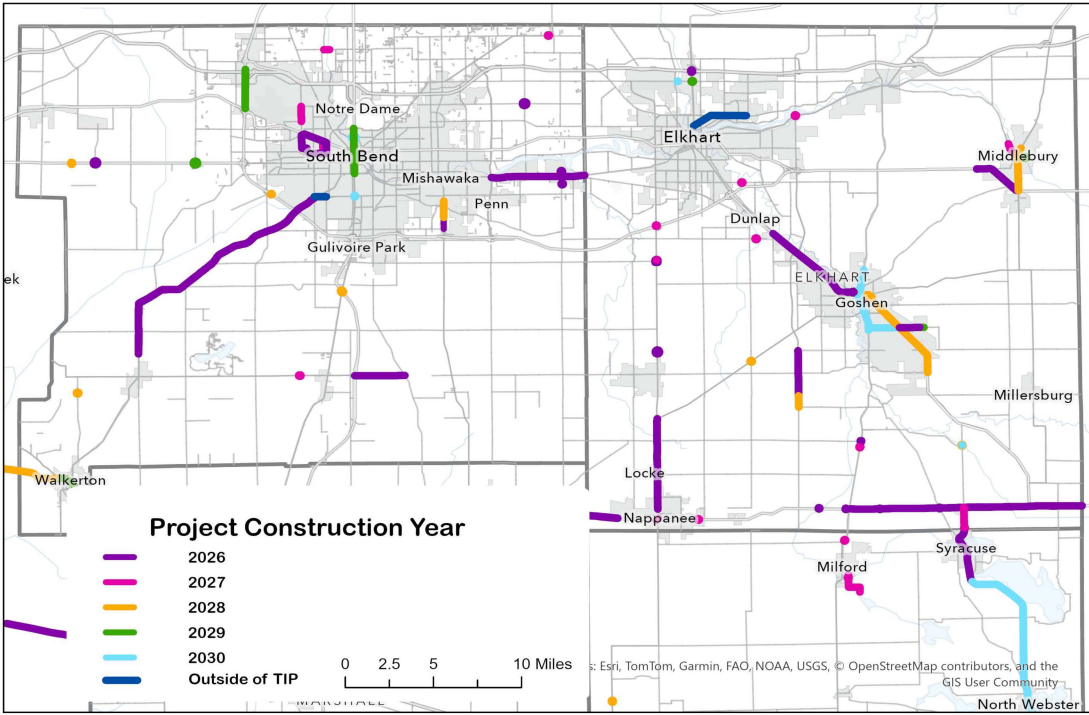 Notre Dame
South Bend
Mishawaka
Penn
Gulivoire Park
ek
Walkerton
Elkhart
Middlebury
Dunlap
ELKHART
Goshen
Millersburg
Locke
Nappanee
Syracuse
Milford
North Webster
Project Construction Year
2026
2027
2028
2029
2030
Outside of TIP
0 2.5 5 10 Miles
MARSHALL
s: Esri, TomTom, Garmin, FAO, NOAA, USGS, © OpenStreetMap contributors, and the
GIS User Community